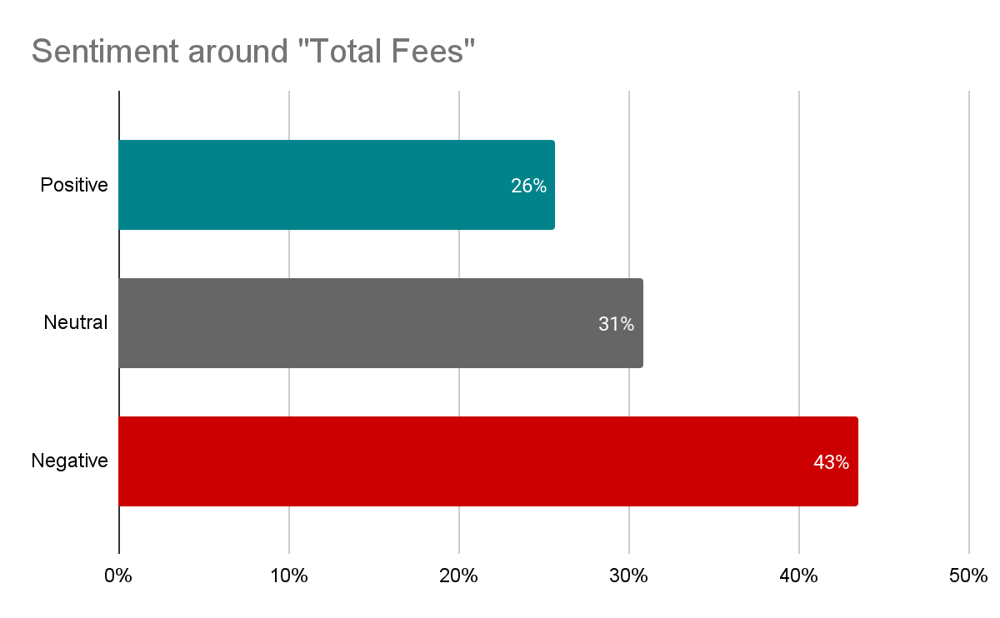 Sentiment around "Total Fees"
Positive
26%
Neutral
31%
Negative
43%
0% 10% 20% 30% 40% 50%